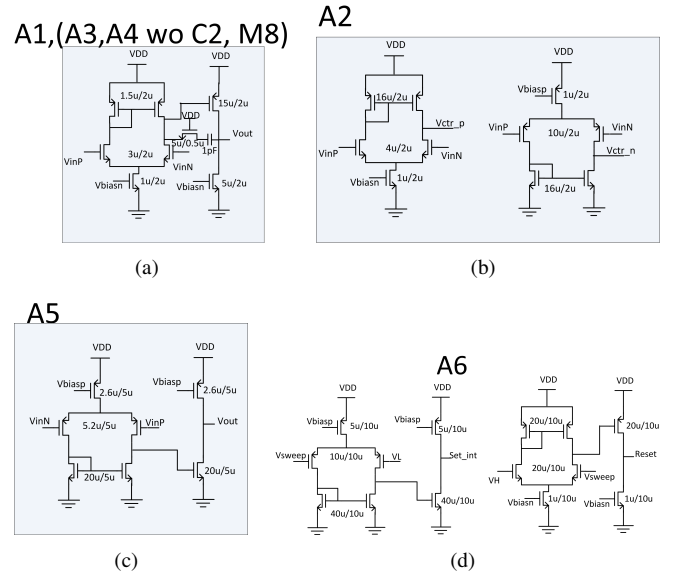 A1,(A3,A4 wo C2, M8)
VDD
VDD
1.5u/2u
15u/2u
VDD
5u/0.5u
1pF
Vout
VinP
3u/2u
VinN
Vbiasn
1u/2u
Vbiasn
5u/2u
(a)
A2
VDD
16u/2u
Vctr_p
VinP
4u/2u
VinN
Vbiasn
1u/2u
VDD
Vbiasp
1u/2u
VinP
10u/2u
VinN
Vctr_n
16u/2u
(b)
A5
VDD
VDD
Vbiasp
2.6u/5u
Vbiasp
2.6u/5u
VinN
5.2u/5u
VinP
Vout
20u/5u
20u/5u
(c)
A6
VDD
VDD
Vbiasp
5u/10u
Vbiasp
5u/10u
Vsweep
10u/10u
VL
Set_int
40u/10u
40u/10u
VDD
VDD
20u/10u
20u/10u
Reset
VH
20u/10u
Vsweep
Vbiasn
1u/10u
Vbiasn
1u/10u
(d)